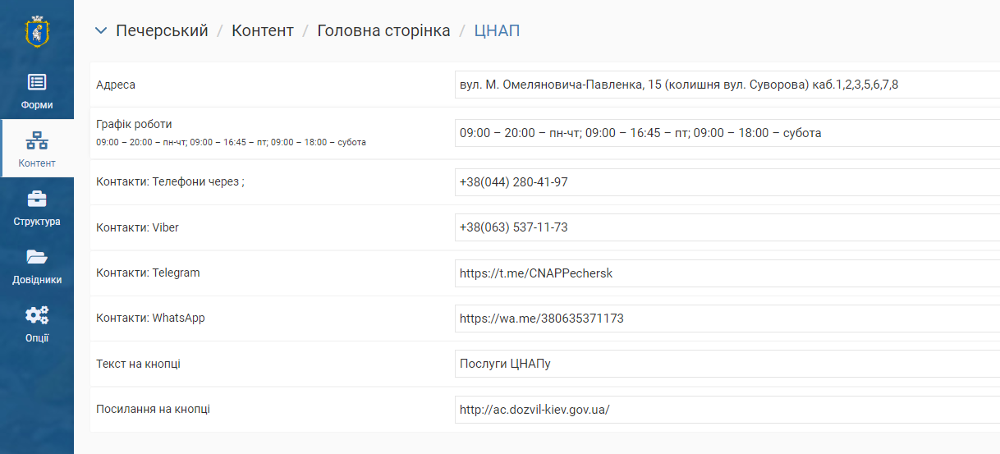 Печерський / Контент / Головна сторінка / ЦНАП
Форми
Контент
Структура
Довідники
Опції
Адреса
вул. М. Омеляновича-Павленка, 15 (колишня вул. Суворова) каб.1,2,3,5,6,7,8
Графік роботи
09:00 – 20:00 – пн-чт; 09:00 – 16:45 – пт; 09:00 – 18:00 – субота
09:00 – 20:00 – пн-чт; 09:00 – 16:45 – пт; 09:00 – 18:00 – субота
Контакти: Телефони через ;
+38(044) 280-41-97
Контакти: Viber
+38(063) 537-11-73
Контакти: Telegram
https://t.me/CNAPPechersk
Контакти: WhatsApp
https://wa.me/380635371173
Текст на кнопці
Послуги ЦНАПу
Посилання на кнопці
http://ac.dozvil-kiev.gov.ua/